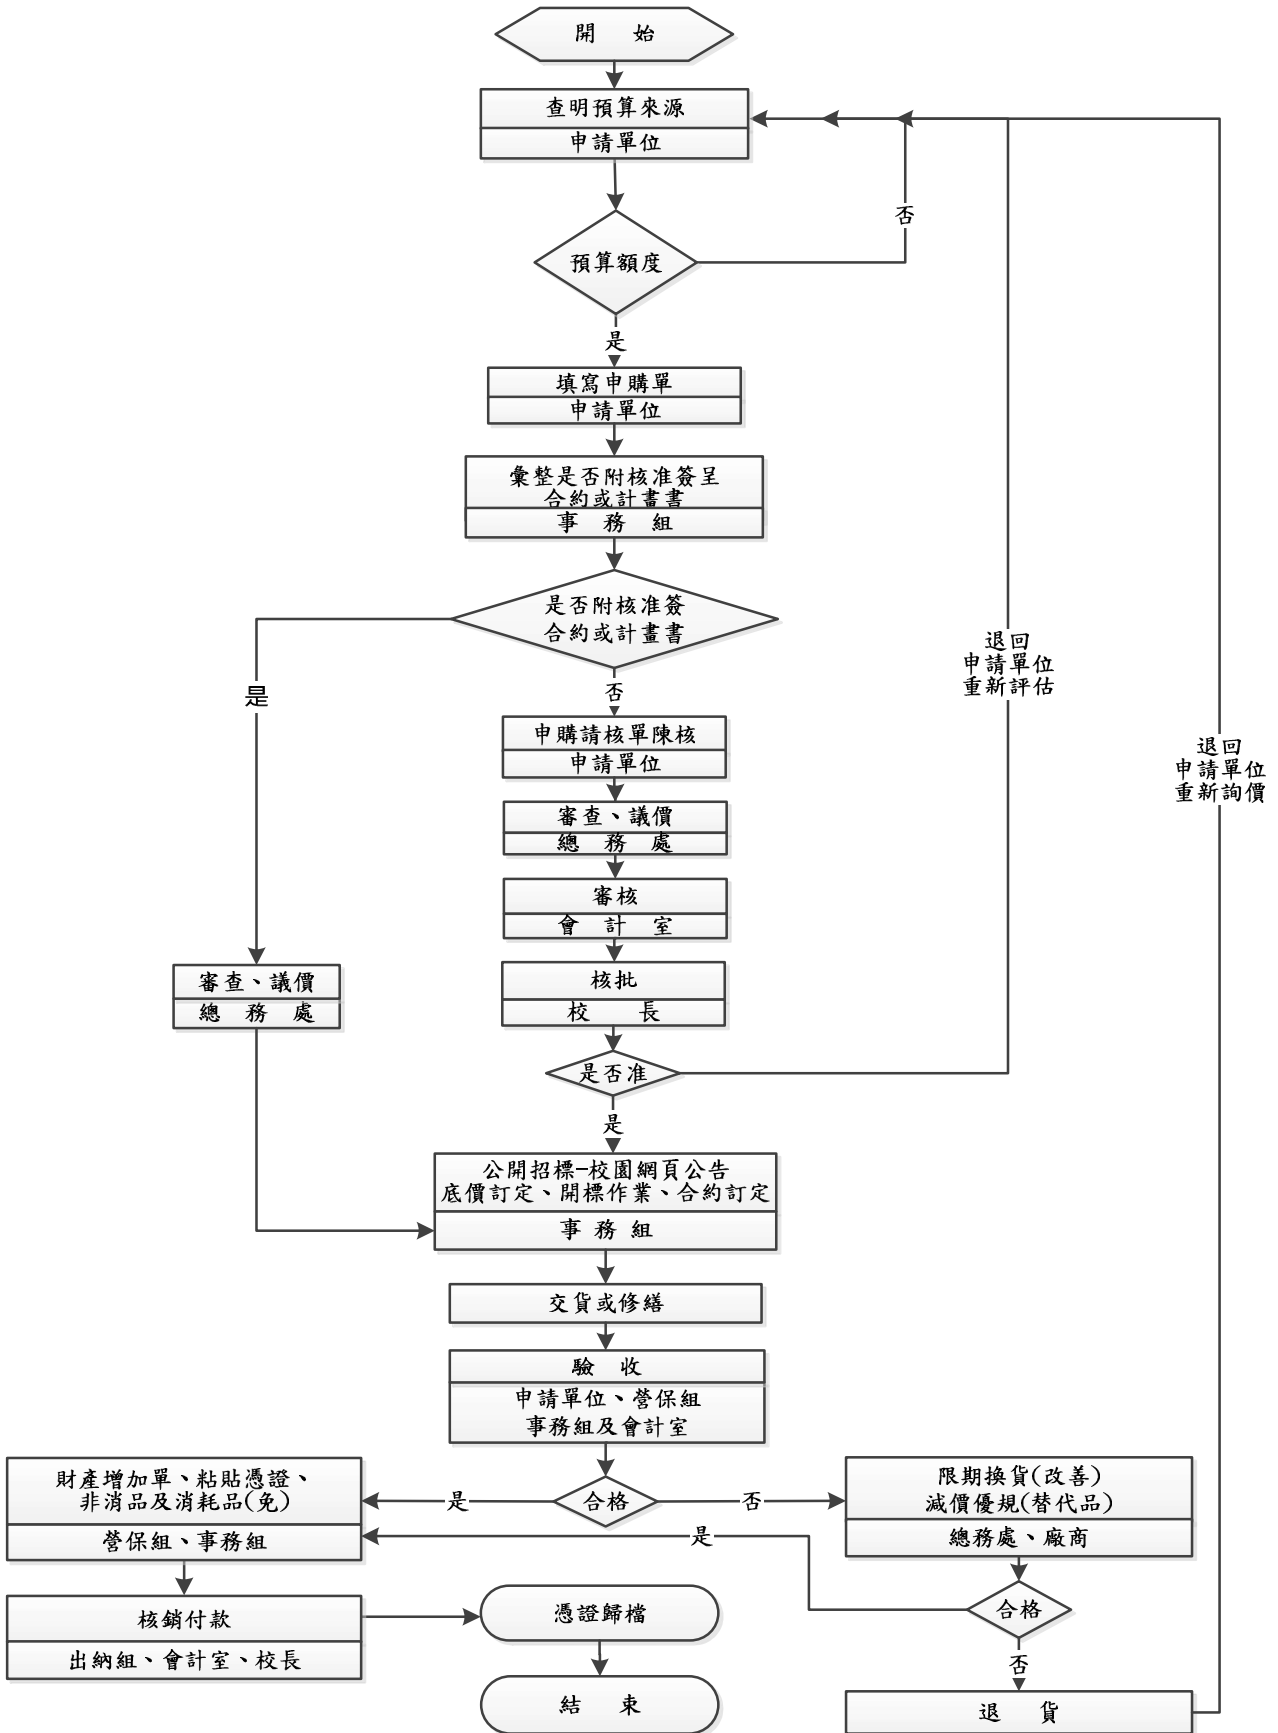 開 始
查明預算來源
申請單位
否
預算額度
是
填寫申購單
申請單位
彙整是否附核准簽呈
合約或計畫書
事 務 組
是否附核准簽
合約或計畫書
退回
申請單位
重新評估
是
否
申購請核單陳核
申請單位
退回
申請單位
重新詢價
審查、議價
總 務 處
審核
會 計 室
審查、議價
總 務 處
核批
校 長
是否准
是
公開招標-校園網頁公告
底價訂定、開標作業、合約訂定
事 務 組
交貨或修繕
驗 收
申請單位、營保組
事務組及會計室
財產增加單、粘貼憑證、
非消品及消耗品(免)
營保組、事務組
是
合格
否
限期換貨(改善)
減價優規(替代品)
總務處、廠商
是
核銷付款
出納組、會計室、校長
憑證歸檔
合格
否
結 束
退 貨